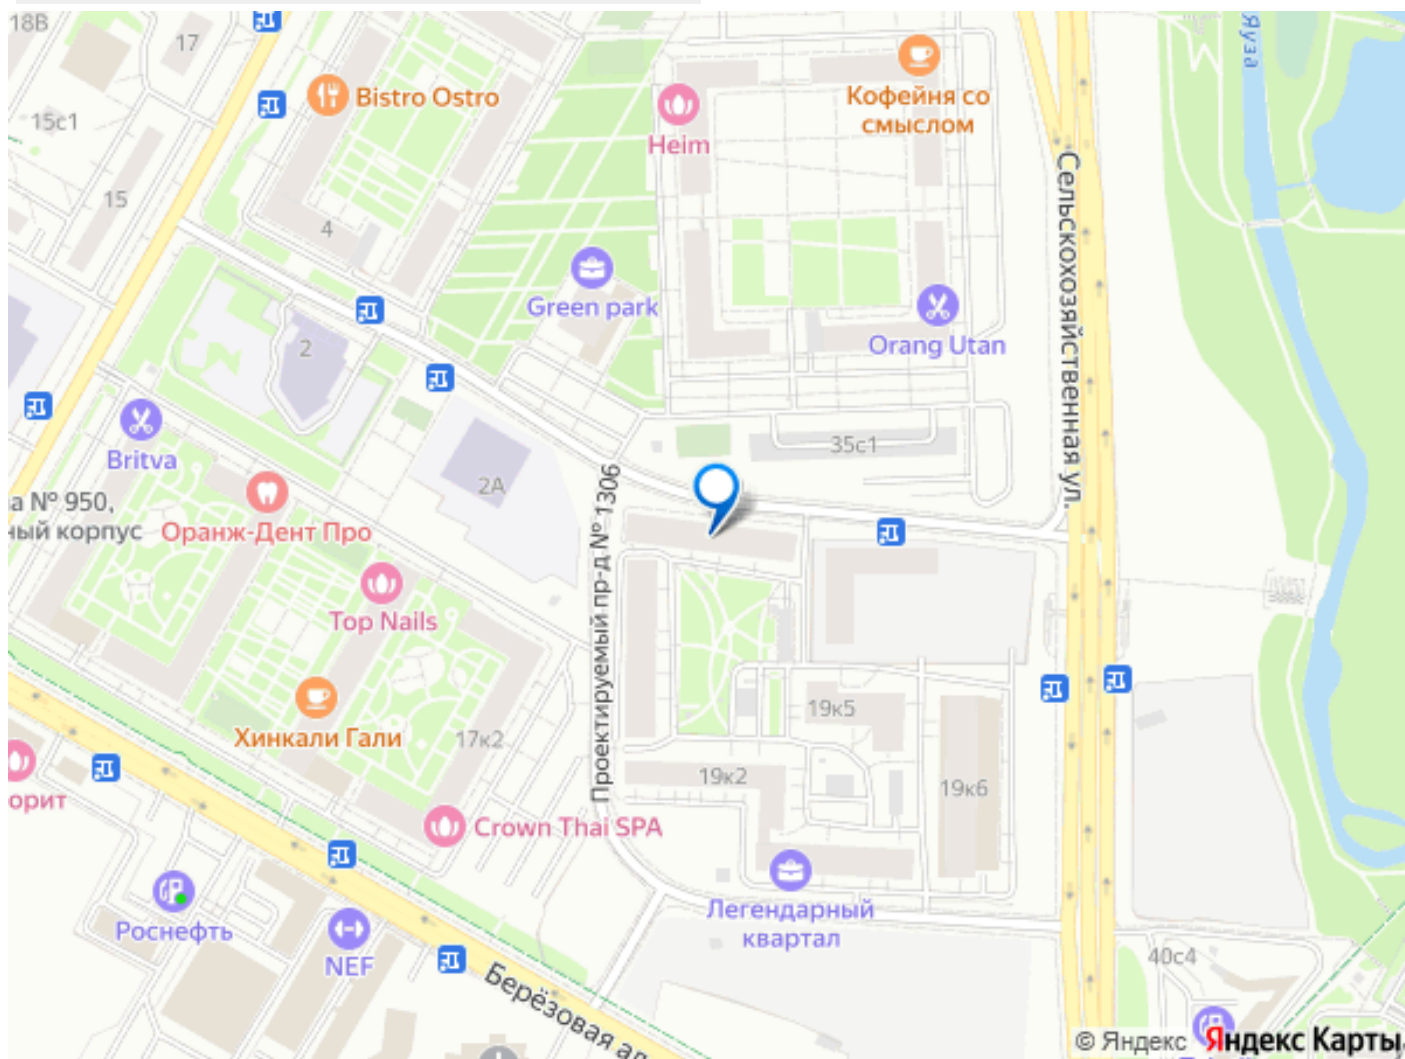 18В
17
15с1
15
Bistro Ostro
Heim
Кофейня со
смыслом
Яуза
4
Green park
Orang Utan
Сельскохозяйственная ул.
2
Britva
2А
35с1
а № 950,
ный корпус
Оранж-Дент Про
Проектируемый пр-д № 1306
Top Nails
Хинкали Гали
17к2
19к5
19к2
19к6
орит
Crown Thai SPA
Легендарный
квартал
Роснефть
NEF
Берёзовая ал
40с4
© Яндекс Яндекс Карты